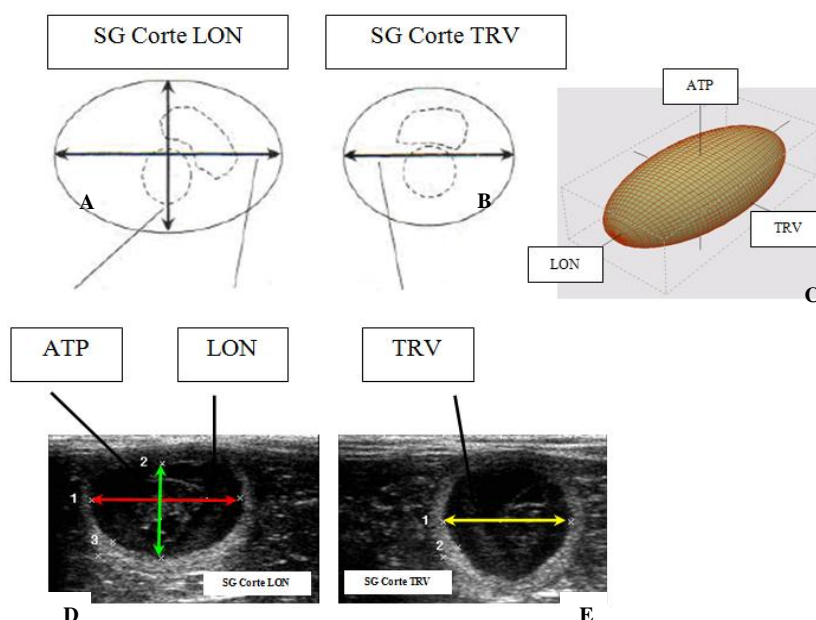 SG Corte LON
SG Corte TRV
ATP
A
B
TRV
LON
C
ATP
LON
TRV
2
1
1
3
2
SG Corte LON
SG Corte TRV
D
E